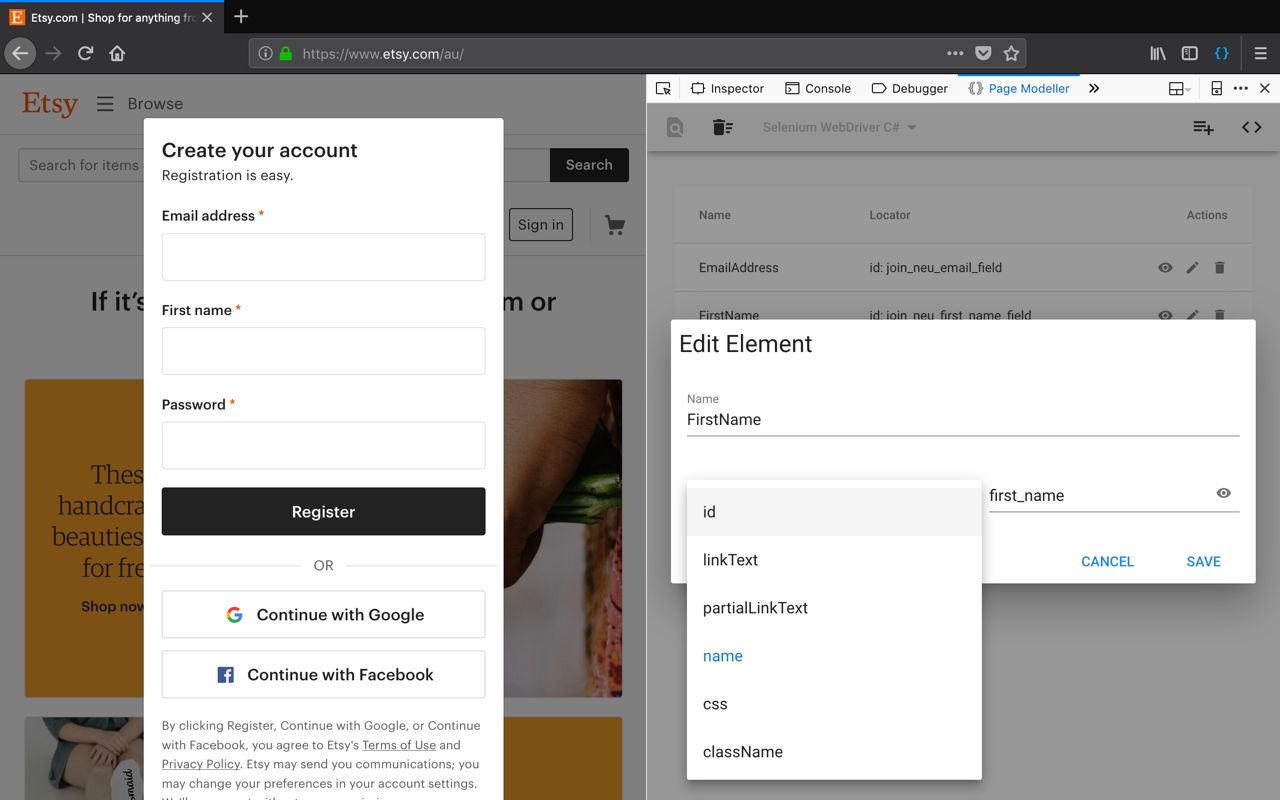 Etsy.com | Shop for anything fro
https://www.etsy.com/au/
Etsy
Browse
Search for items
Search
Sign in
If it's
m or
These
handcra
beauties
for fre
Shop now
Create your account
Registration is easy.
Email address *
First name *
Password *
Register
OR
Continue with Google
Continue with Facebook
By clicking Register, Continue with Google, or Continue
with Facebook, you agree to Etsy's Terms of Use and
Privacy Policy. Etsy may send you communications; you
may change your preferences in your account settings.
Inspector
Console
Debugger
Page Modeller
Selenium WebDriver C#
Name Locator Actions
EmailAddress id: join_neu_email_field
FirstName id: join_neu_first_name_field
Edit Element
Name
FirstName
first_name
id
linkText
partialLinkText
name
css
className
CANCEL SAVE